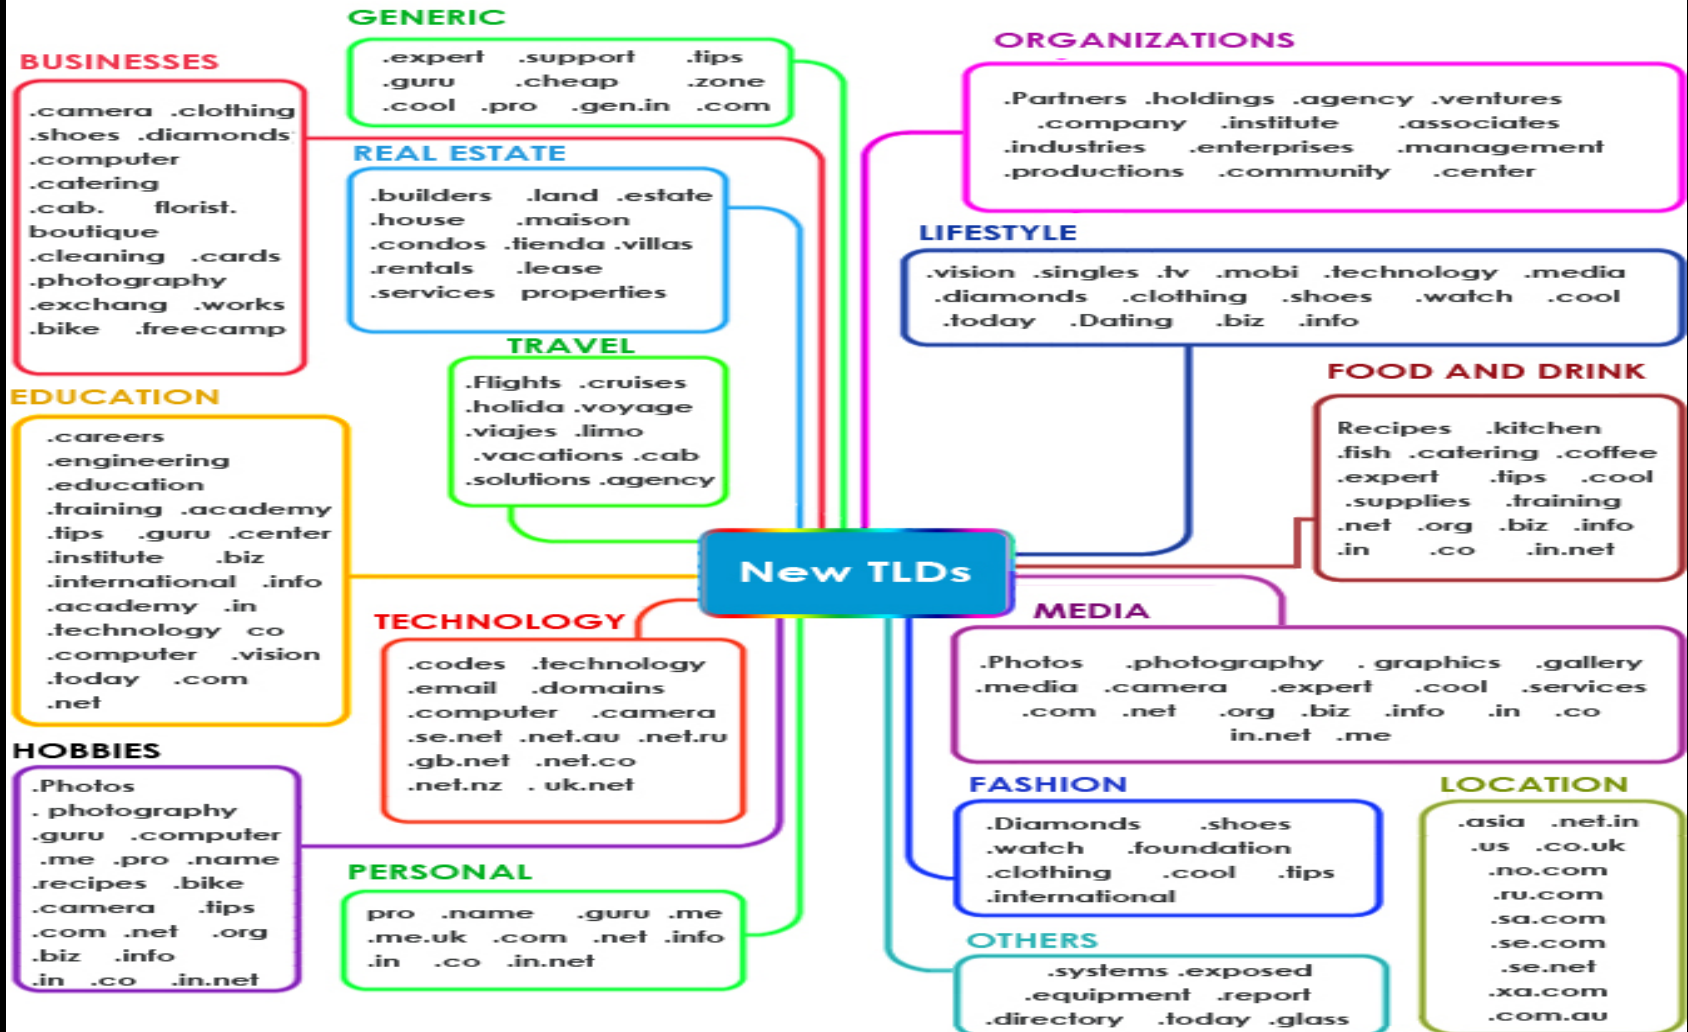 GENERIC
.expert .support .tips
.guru .cheap .zone
.cool .pro .gen.in .com
BUSINESSES
.camera .clothing
.shoes .diamonds
.computer
.catering
.cab. florist.
boutique
.cleaning .cards
.photography
.exchang .works
.bike .freecamp
REAL ESTATE
.builders .land .estate
.house .maison
.condos .tienda .villas
.rentals .lease
.services properties
TRAVEL
.Flights .cruises
.holida .voyage
.viajes .limo
.vacations .cab
.solutions .agency
EDUCATION
.careers
.engineering
.education
.training .academy
.tips .guru .center
.institute .biz
.international .info
.academy .in
.technology co
.computer .vision
.today .com
.net
TECHNOLOGY
.codes .technology
.email .domains
.computer .camera
.se.net .net.au .net.ru
.gb.net .net.co
.net.nz . uk.net
HOBBIES
.Photos
. photography
.guru .computer
.me .pro .name
.recipes .bike
.camera .tips
.com .net .org
.biz .info
.in .co .in.net
PERSONAL
pro .name .guru .me
.me.uk .com .net .info
.in .co .in.net
New TLDs
ORGANIZATIONS
.Partners .holdings .agency .ventures
.company .institute .associates
.industries .enterprises .management
.productions .community .center
LIFESTYLE
.vision .singles .tv .mobi .technology .media
.diamonds .clothing .shoes .watch .cool
.today .Dating .biz .info
FOOD AND DRINK
Recipes .kitchen
.fish .catering .coffee
.expert .tips .cool
.supplies .training
.net .org .biz .info
.in .co .in.net
MEDIA
.Photos .photography . graphics .gallery
.media .camera .expert .cool .services
.com .net .org .biz .info .in .co
in.net .me
FASHION
.Diamonds .shoes
.watch .foundation
.clothing .cool .tips
.international
OTHERS
.systems .exposed
.equipment .report
.directory .today .glass
LOCATION
.asia .net.in
.us .co.uk
.no.com
.ru.com
.sa.com
.se.com
.se.net
.xa.com
.com.au